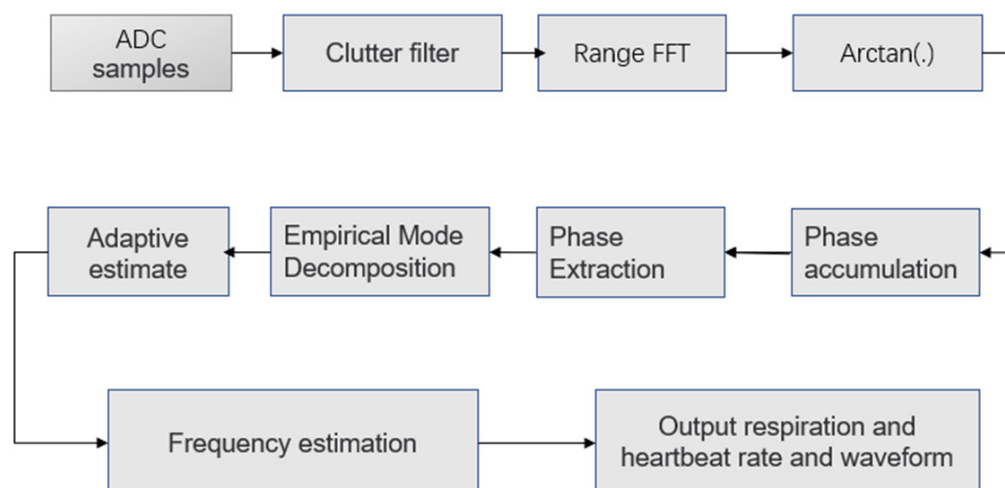 ADC
samples
Clutter filter
Range FFT
Arctan(.)
Adaptive
estimate
Empirical Mode
Decomposition
Phase
Extraction
Phase
accumulation
Frequency estimation
Output respiration and
heartbeat rate and waveform